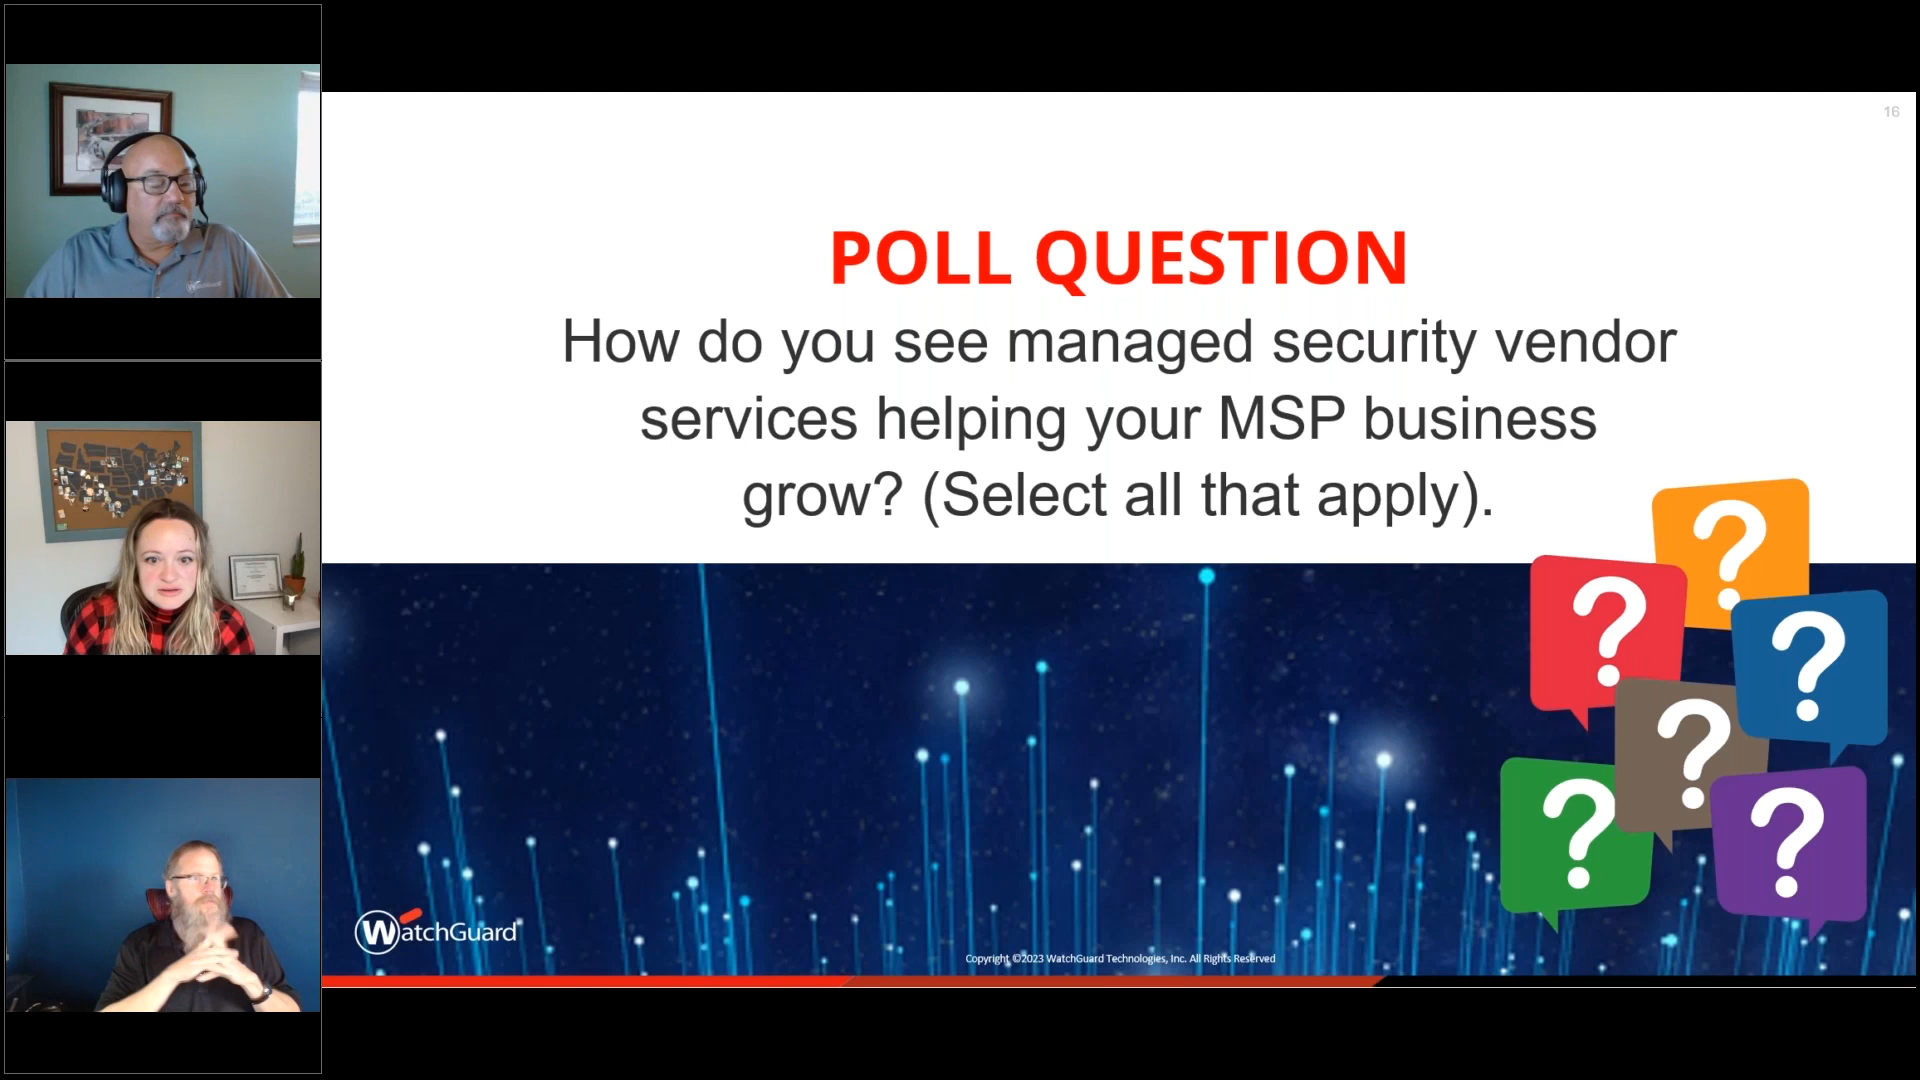 16
POLL QUESTION
How do you see managed security vendor
services helping your MSP business
grow? (Select all that apply).
? 
?
?
?
?
?
WatchGuard
Copyright ©2023 WatchGuard Technologies, Inc. All Rights Reserved